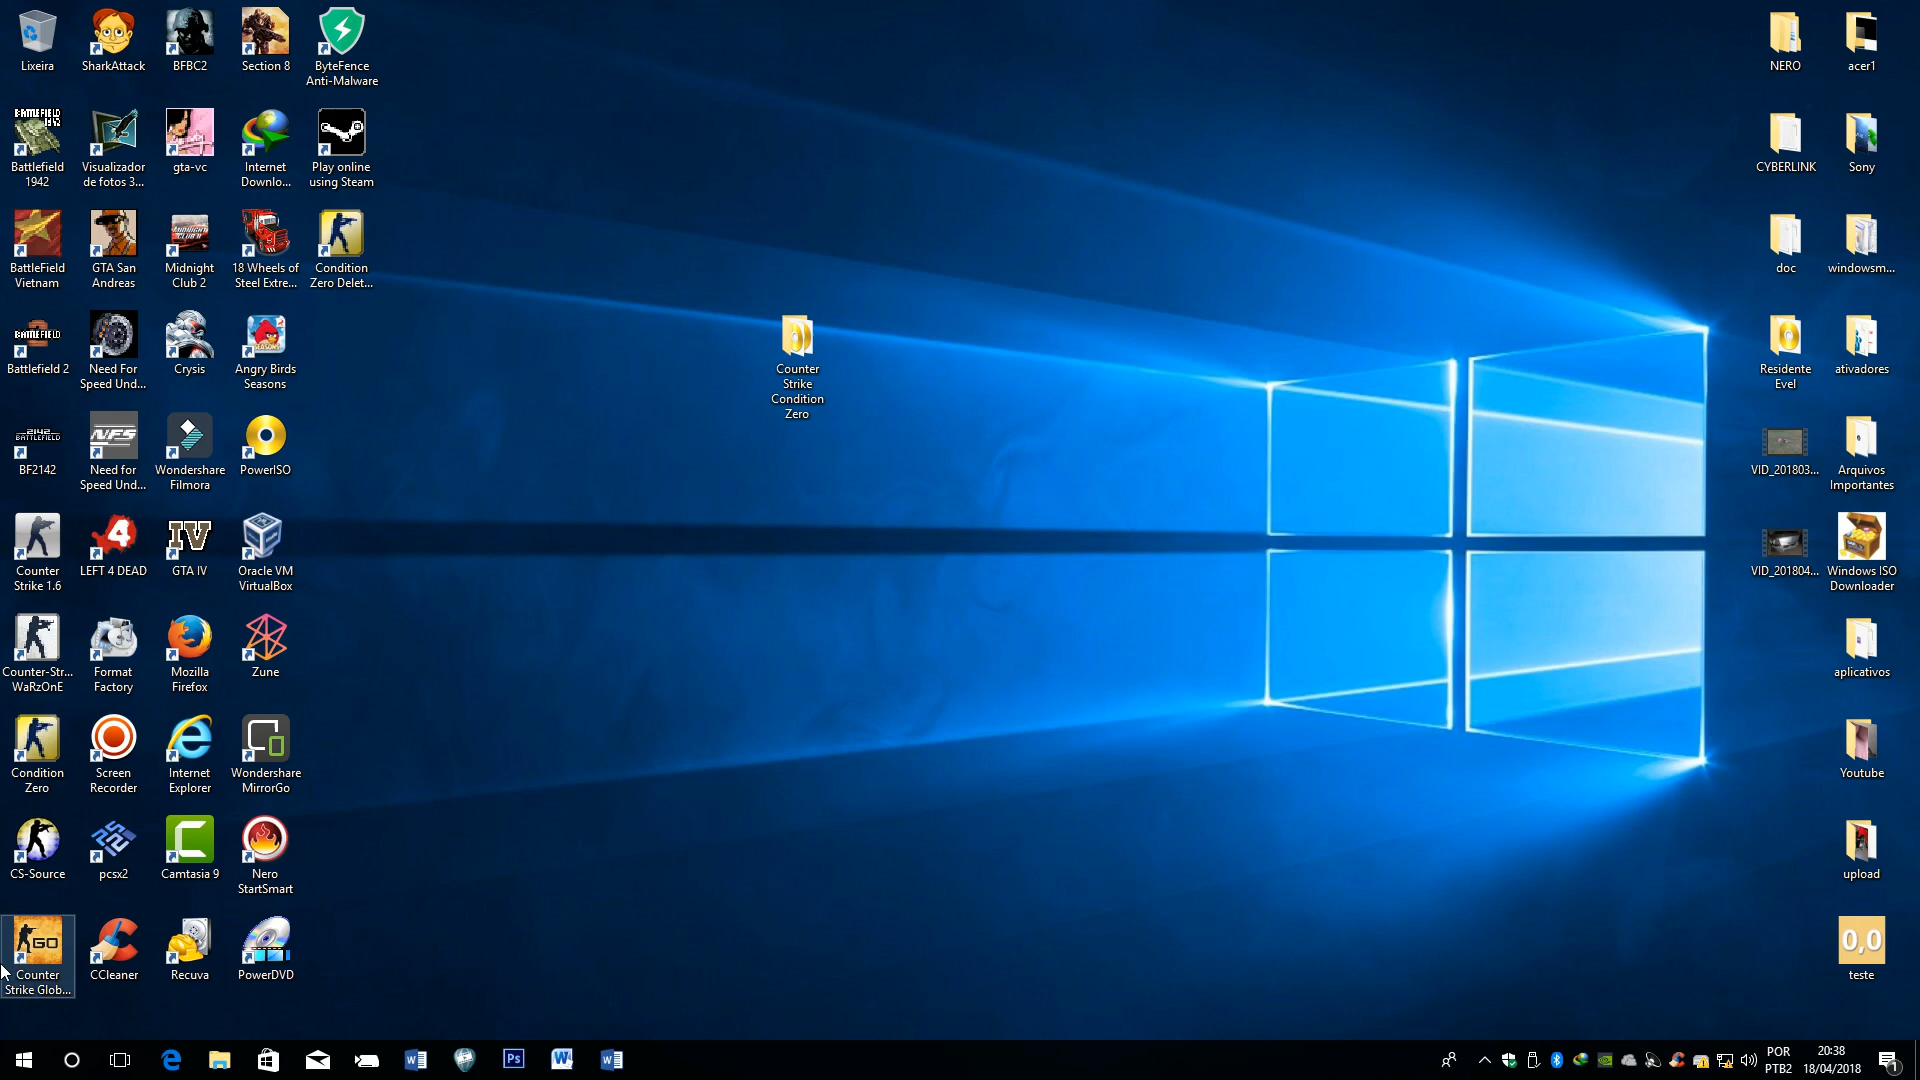 Lixeira
SharkAttack
BFBC2
Section 8
ByteFence
Anti-Malware
NERO
acer1
Battlefield
1942
Visualizador
de fotos 3...
gta-vc
Internet
Downlo...
Play online
using Steam
CYBERLINK
Sony
BattleField
Vietnam
GTA San
Andreas
Midnight
Club 2
18 Wheels of
Steel Extre...
Condition
Zero Delet...
doc
windowsm...
Battlefield 2
Need For
Speed Und...
Crysis
Angry Birds
Seasons
Counter
Strike
Condition
Zero
Residente
Evel
ativadores
BF2142
Need for
Speed Und...
Wondershare
Filmora
PowerISO
VID_201803...
Arquivos
Importantes
Counter
Strike 1.6
LEFT 4 DEAD
GTA IV
Oracle VM
VirtualBox
VID_201804...
Windows ISO
Downloader
Counter-Str...
WaRzOnE
Format
Factory
Mozilla
Firefox
Zune
aplicativos
Condition
Zero
Screen
Recorder
Internet
Explorer
Wondershare
MirrorGo
Youtube
CS-Source
pcsx2
Camtasia 9
Nero
StartSmart
upload
GO
Counter
Strike Glob...
CCleaner
Recuva
PowerDVD
0,0
teste
POR
PTB2
20:38
18/04/2018
1